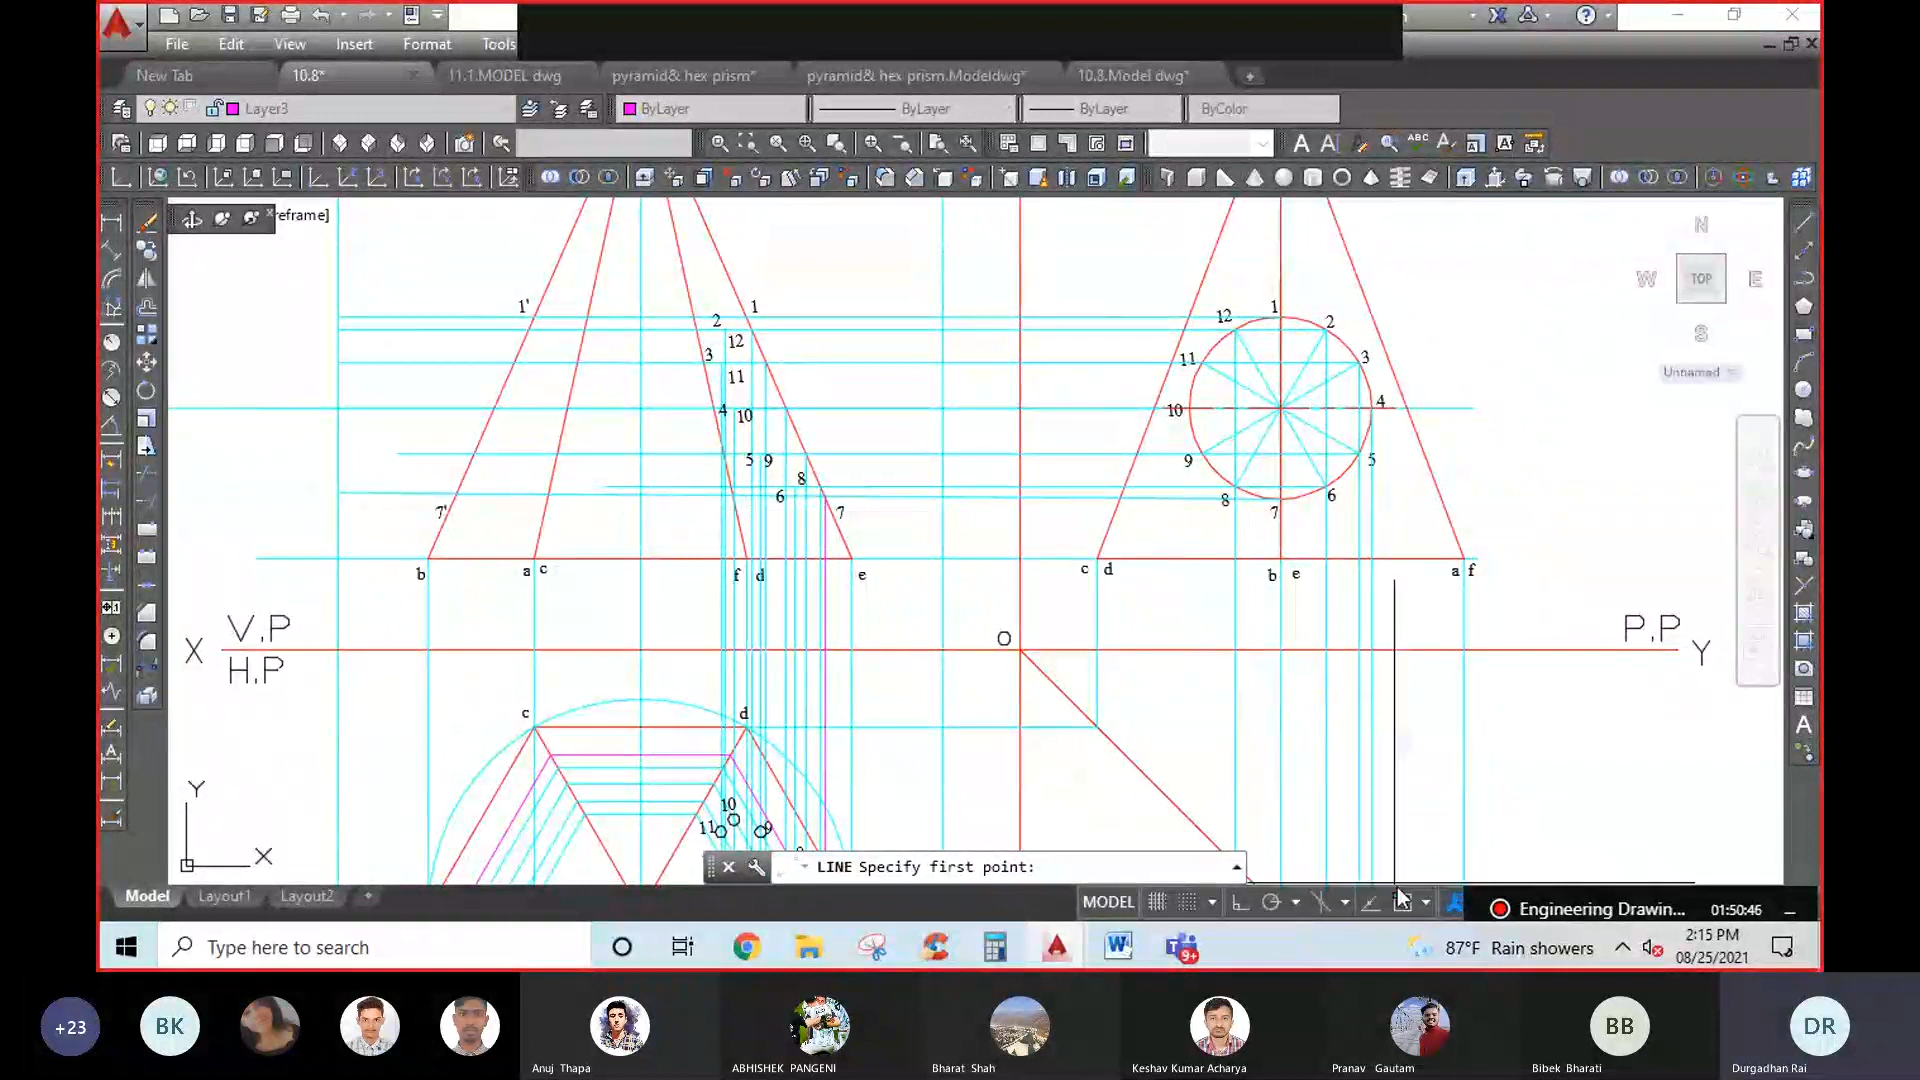 File Edit View Insert Format Tools
New Tab 10.8* 11.1.MODEL dwg pyramid& hex prism* pyramid& hex prism.Modeldwg* 10.8.Model dwg*
Layer3 ByLayer ByLayer ByLayer ByColor
reframe]
N
W TOP E
S
Unnamed
1' 1 12 1 2
2
12
3 11 3
11
4 10 10 4
5 9 9 5
8
6 8 6
7' 7 7
b a c f d e c d b e a f
X V.P O P.P Y
H.P
c d
10
11 9
Y
X
LINE Specify first point:
Model Layout1 Layout2 MODEL
Engineering Drawin... 01:50:46
Type here to search 9+ 87°F Rain showers 2:15 PM
08/25/2021
+23 BK BB DR
Anuj Thapa ABHISHEK PANGENI Bharat Shah Keshav Kumar Acharya Pranav Gautam Bibek Bharati Durgadhan Rai